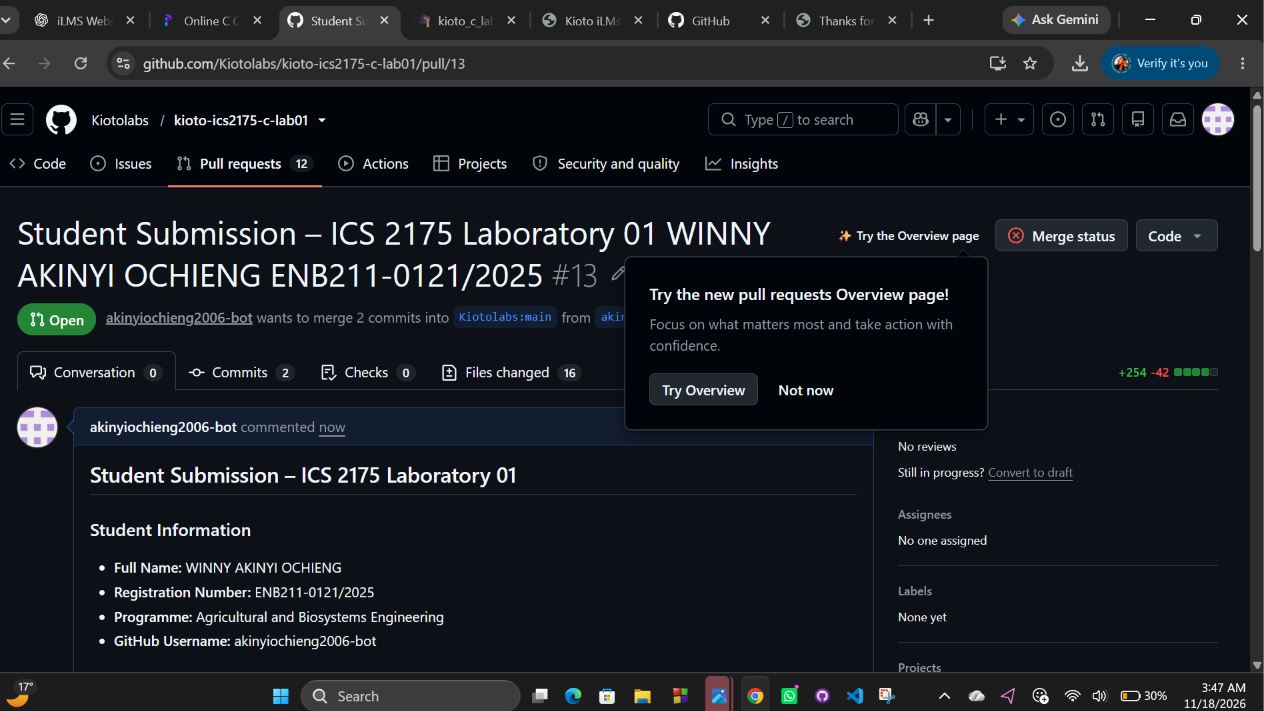 iLMS Web
Online C C
Student Su
kioto_c_lab
Kioto iLMs
GitHub
Thanks for
Ask Gemini
github.com/Kiotolabs/kioto-ics2175-c-lab01/pull/13
Verify it's you
Kiotolabs / kioto-ics2175-c-lab01
Type / to search
Code
Issues
Pull requests 12
Actions
Projects
Security and quality
Insights
Student Submission – ICS 2175 Laboratory 01 WINNY
AKINYI OCHIENG ENB211-0121/2025 #13
Try the Overview page
Merge status
Code
Try the new pull requests Overview page!
Focus on what matters most and take action with
confidence.
Try Overview
Not now
Open
akinyiochieng2006-bot wants to merge 2 commits into Kiotolabs:main from akin
Conversation 0
Commits 2
Checks 0
Files changed 16
+254 -42
akinyiochieng2006-bot commented now
Student Submission – ICS 2175 Laboratory 01
Student Information
• Full Name: WINNY AKINYI OCHIENG
• Registration Number: ENB211-0121/2025
• Programme: Agricultural and Biosystems Engineering
• GitHub Username: akinyiochieng2006-bot
No reviews
Still in progress? Convert to draft
Assignees
No one assigned
Labels
None yet
Projects
17°
Search
30%
3:47 AM
11/18/2026